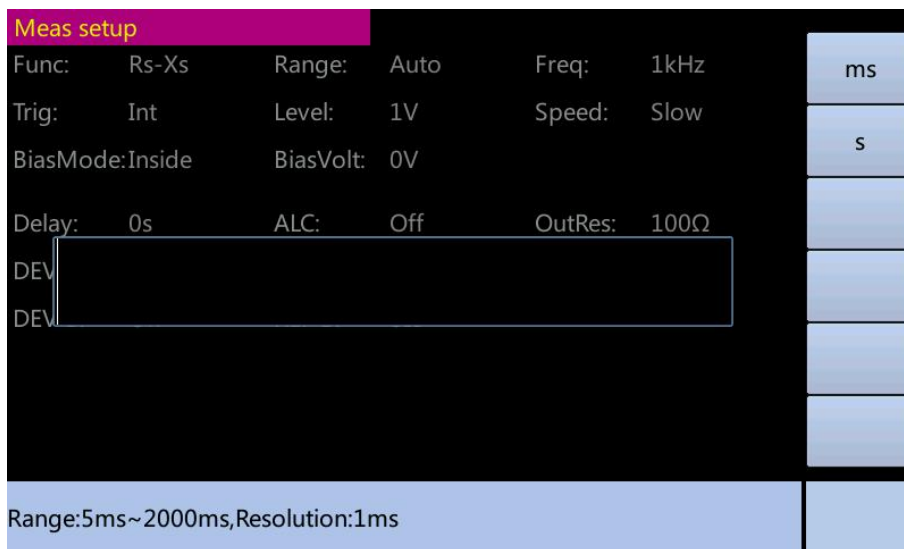 Meas setup
Func: Rs-Xs Range: Auto Freq: 1kHz
Trig: Int Level: 1V Speed: Slow
BiasMode:Inside BiasVolt: 0V
Delay: 0s ALC: Off OutRes: 100Ω
DEV
DEV
ms
s
Range:5ms~2000ms,Resolution:1ms